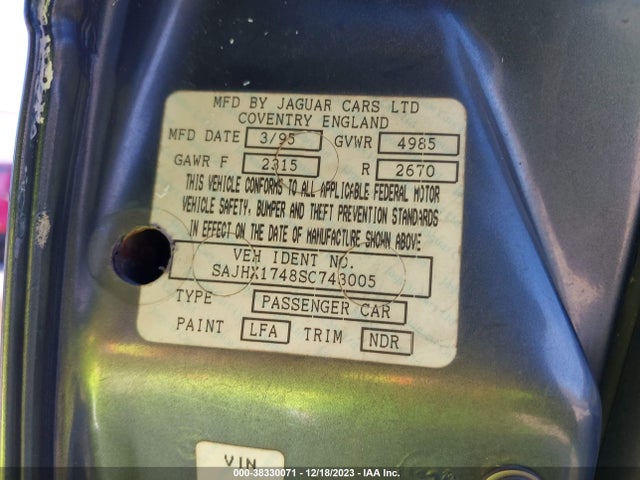 MFD BY JAGUAR CARS LTD
COVENTRY ENGLAND
MFD DATE 3/95 GVWR 4985
GAWR F 2315 R 2670
THIS VEHICLE CONFORMS TO ALL APPLICABLE FEDERAL MOTOR
VEHICLE SAFETY, BUMPER AND THEFT PREVENTION STANDARDS
IN EFFECT ON THE DATE OF MANUFACTURE SHOWN ABOVE
VEH IDENT NO.
SAJHX1748SC743005
TYPE PASSENGER CAR
PAINT LFA TRIM NDR
VIN
000-38330071 - 12/18/2023 - IAA Inc.